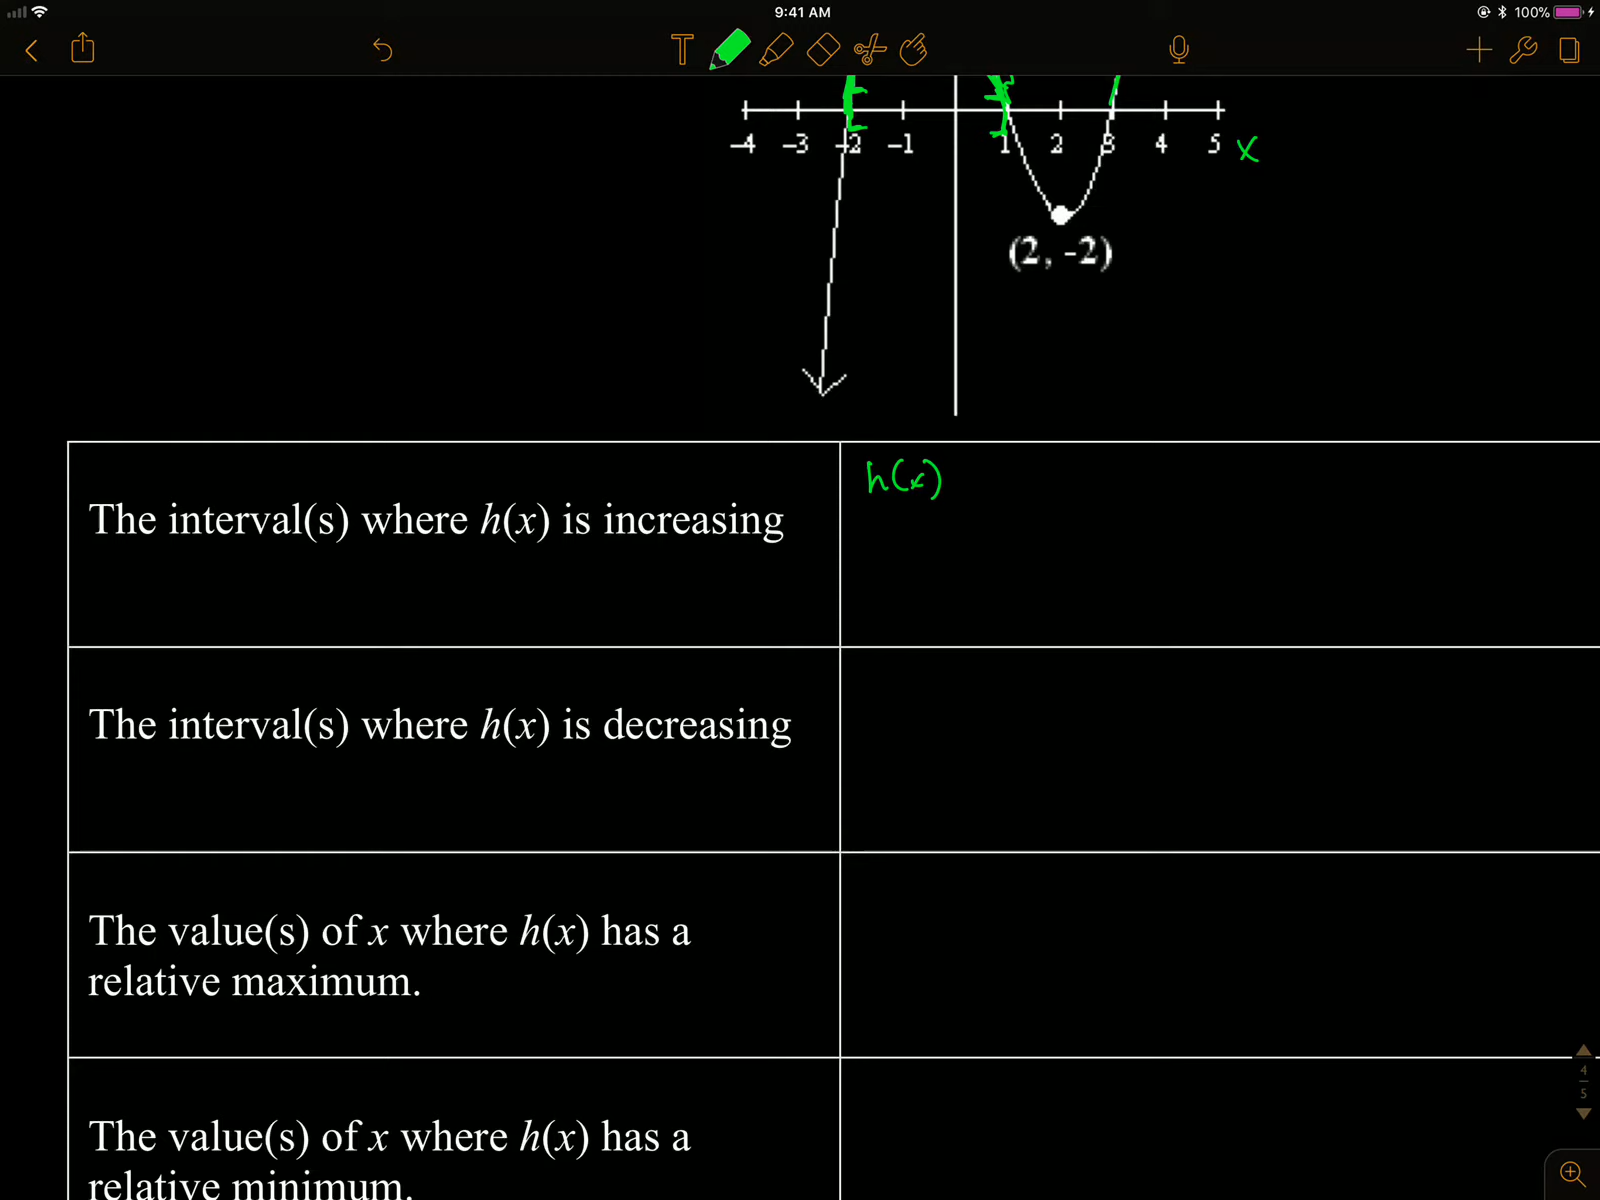 9:41 AM
100%
T
-4 -3 -2 -1 1 2 3 4 5 x
(2, -2)
h(x)
The interval(s) where h(x) is increasing
The interval(s) where h(x) is decreasing
The value(s) of x where h(x) has a
relative maximum.
4
5
The value(s) of x where h(x) has a
relative minimum.